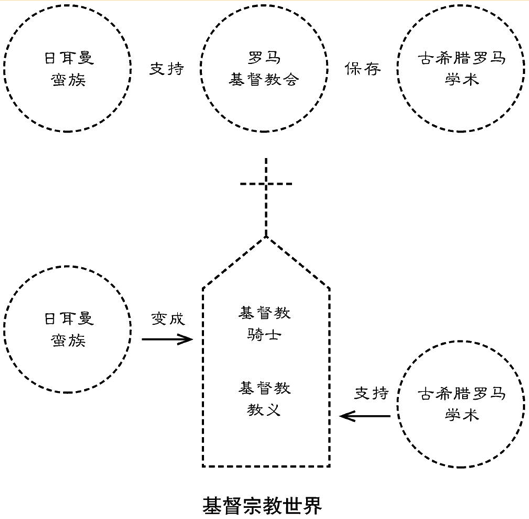 日耳曼
蛮族
支持
罗马
基督教会
保存
古希腊罗马
学术
日耳曼
蛮族
变成
基督教
骑士
基督教
教义
支持
古希腊罗马
学术
基督宗教世界